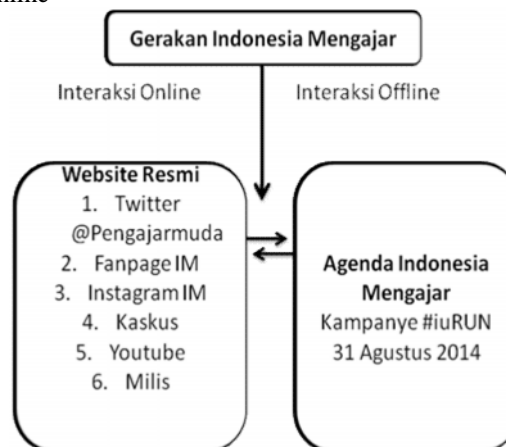 Gerakan Indonesia Mengajar
Interaksi Online
Interaksi Offline
Website Resmi
1. Twitter
@Pengajarmuda
2. Fanpage IM
3. Instagram IM
4. Kaskus
5. Youtube
6. Milis
Agenda Indonesia
Mengajar
Kampanye #iuRUN
31 Agustus 2014